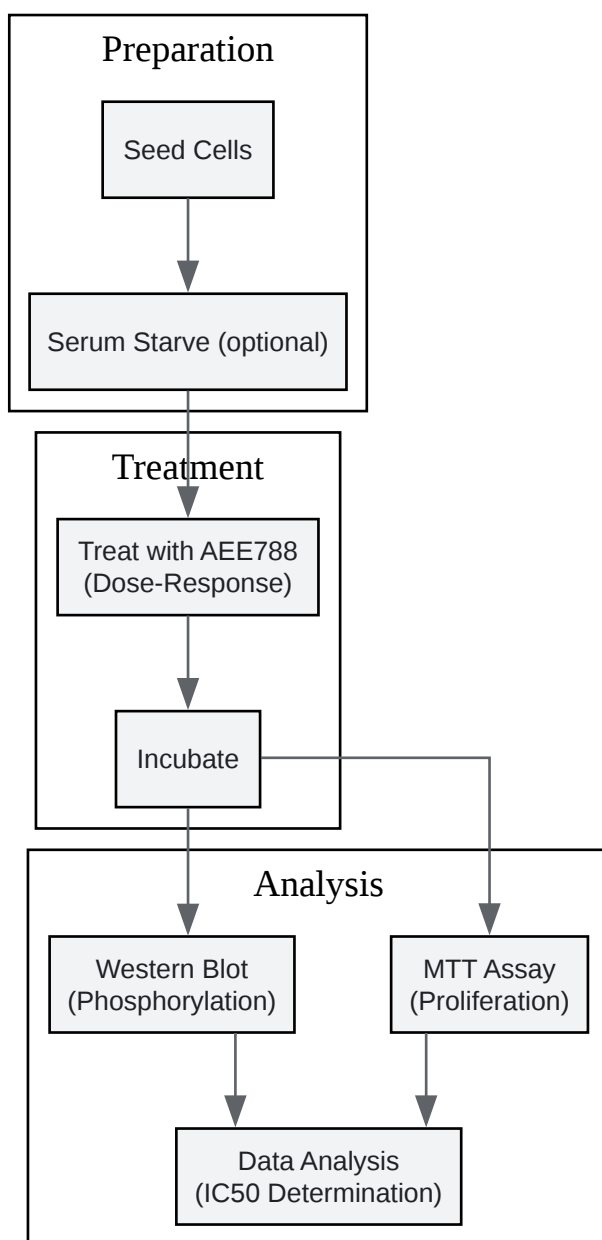 Preparation
Seed Cells
Serum Starve (optional)
Treatment
Treat with AEE788
(Dose-Response)
Incubate
Analysis
Western Blot
(Phosphorylation)
MTT Assay
(Proliferation)
Data Analysis
(IC50 Determination)